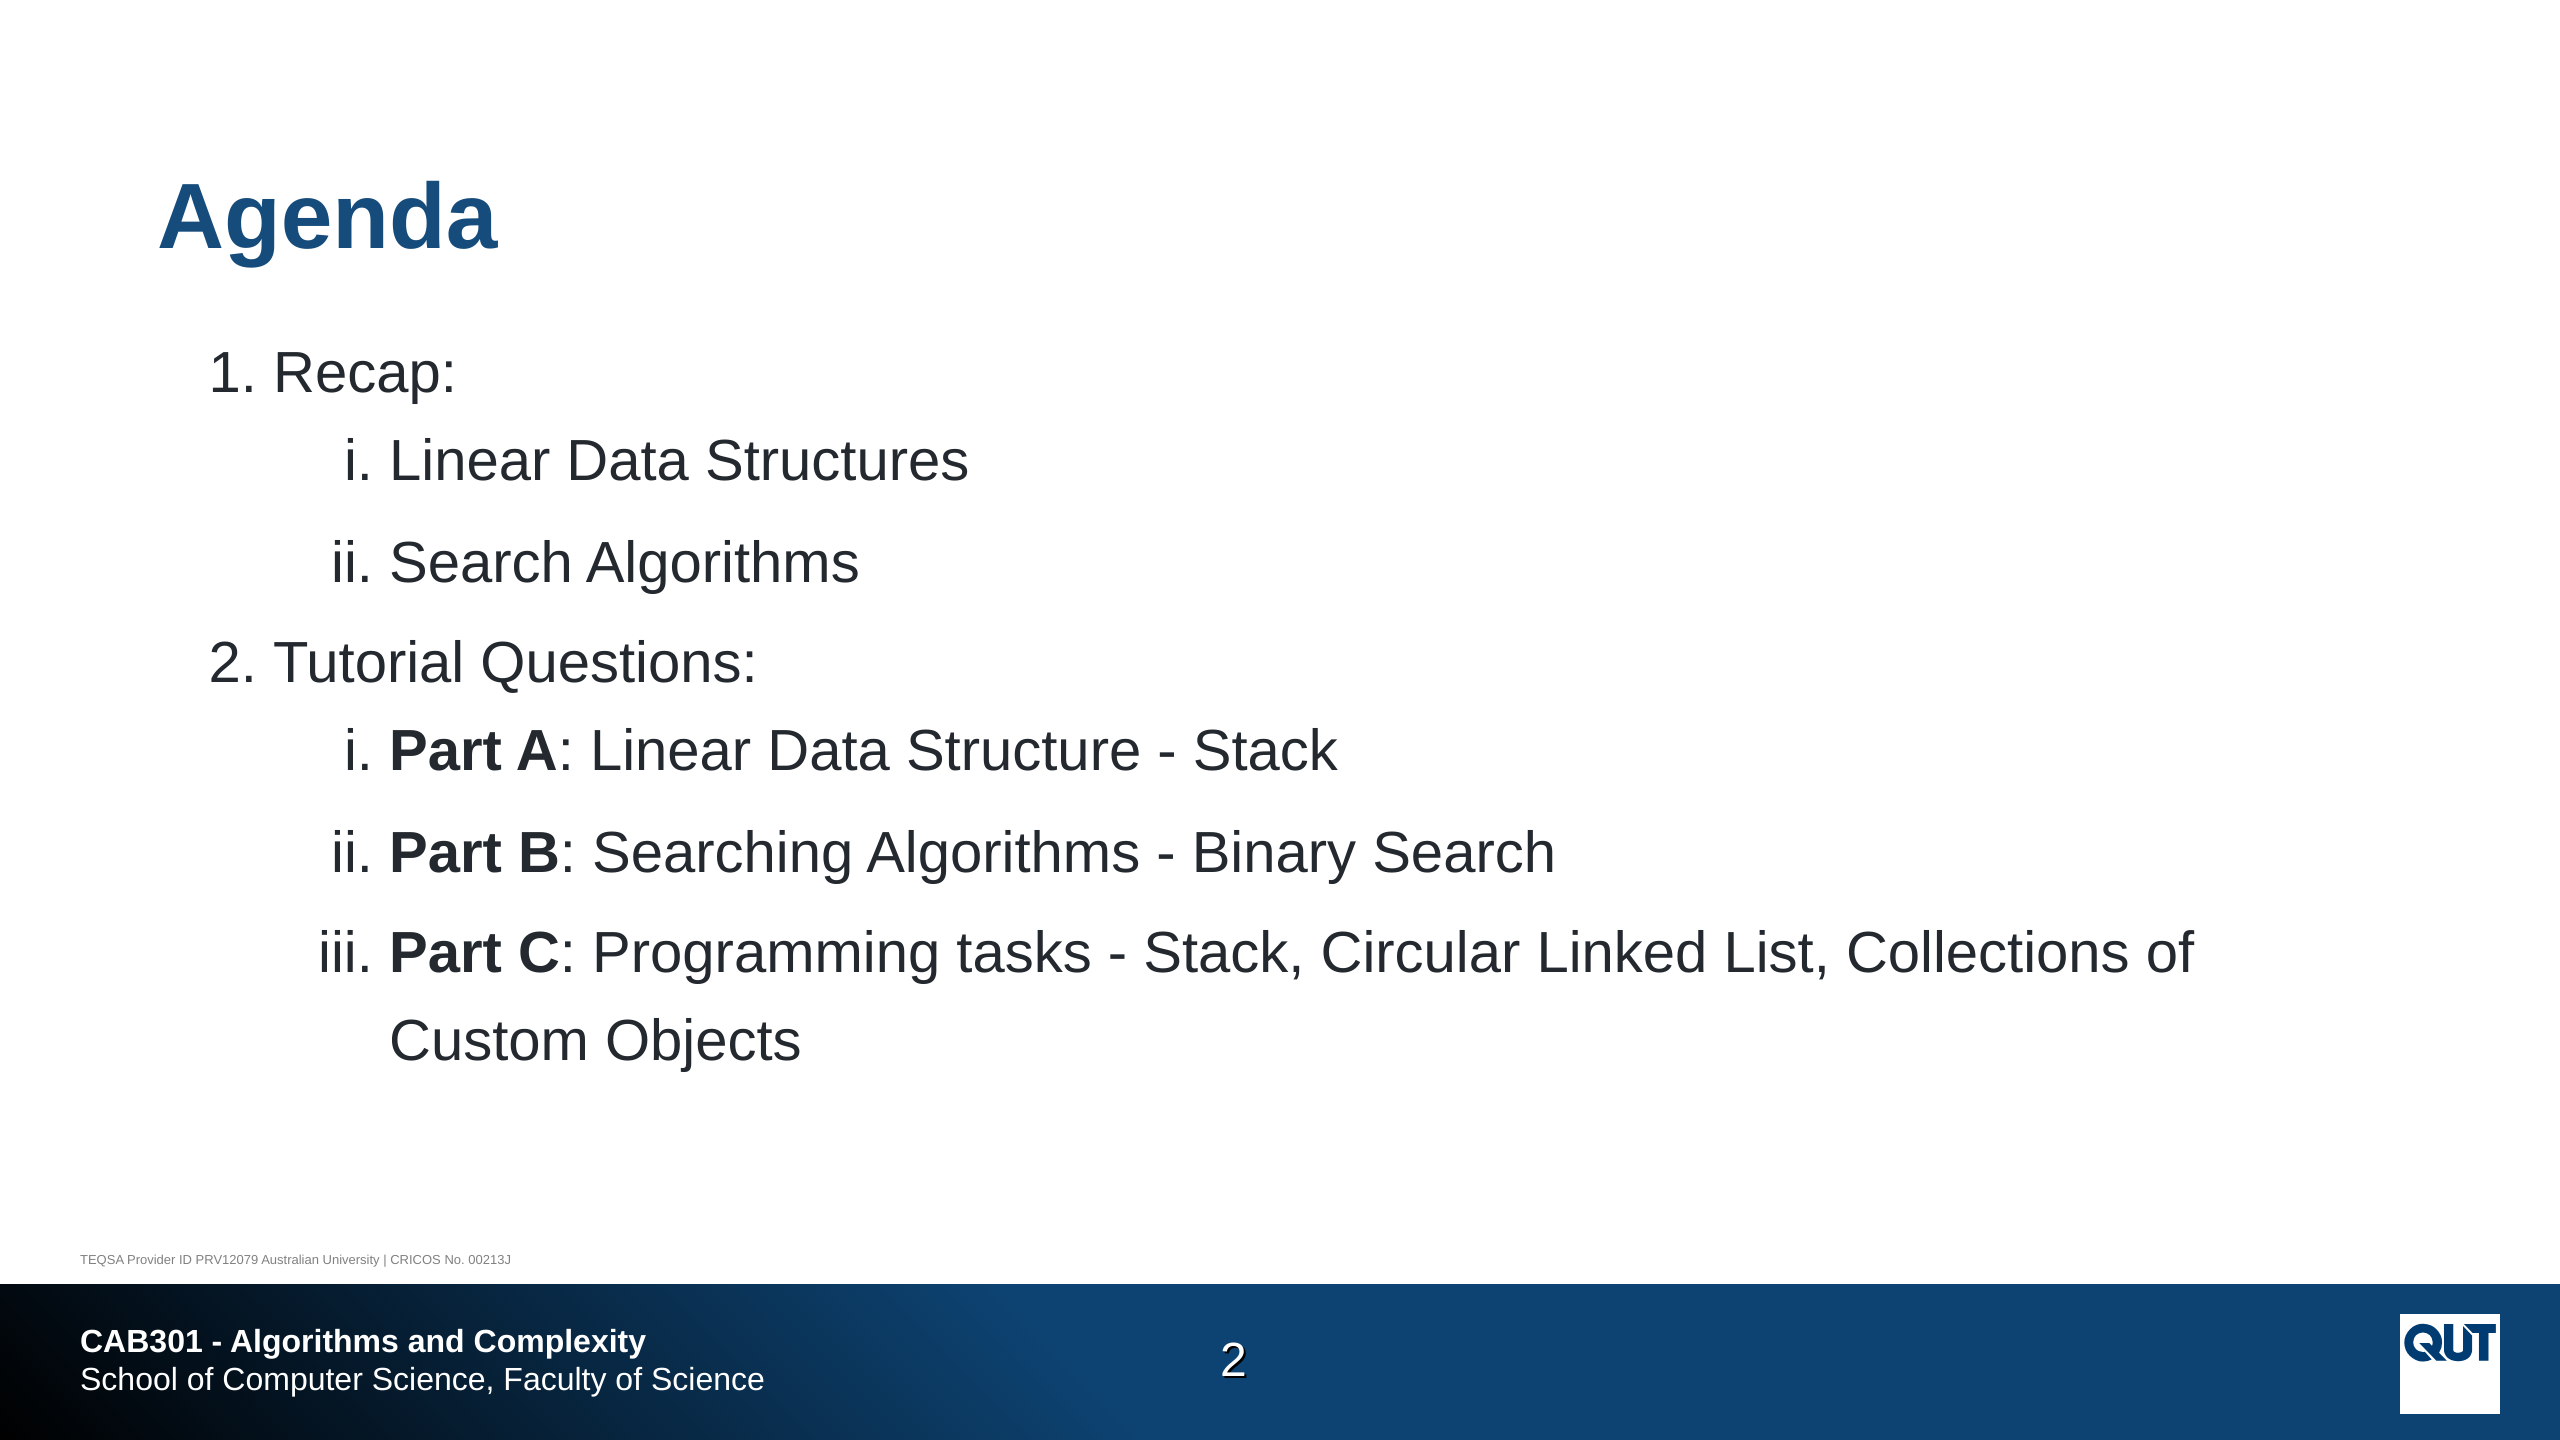 Agenda
1. Recap:
i. Linear Data Structures
ii. Search Algorithms
2. Tutorial Questions:
i. Part A: Linear Data Structure - Stack
ii. Part B: Searching Algorithms - Binary Search
iii. Part C: Programming tasks - Stack, Circular Linked List, Collections of
Custom Objects
TEQSA Provider ID PRV12079 Australian University | CRICOS No. 00213J
CAB301 - Algorithms and Complexity
School of Computer Science, Faculty of Science
2
QUT